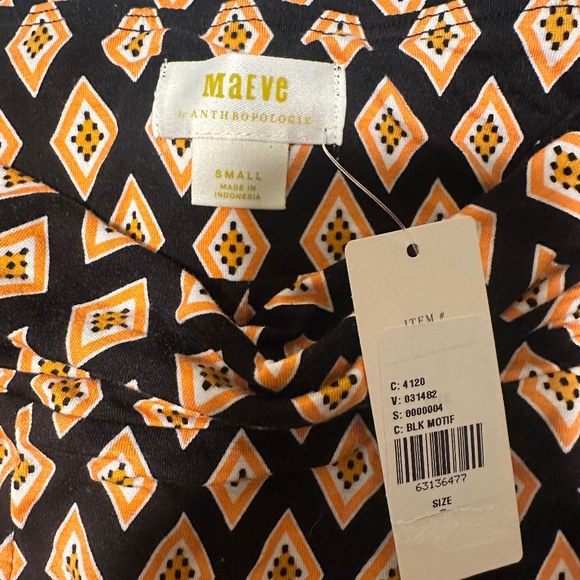 MaEVe
by ANTHROPOLOGIE
SMALL
MADE IN
INDONESIA
ITEM #
C: 4120
V: 031482
S: 0000004
C: BLK MOTIF
63136477
SIZE